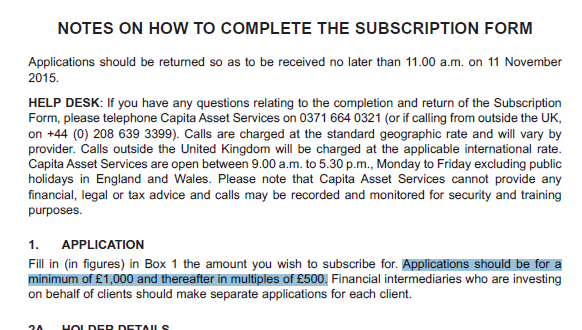 NOTES ON HOW TO COMPLETE THE SUBSCRIPTION FORM
Applications should be returned so as to be received no later than 11.00 a.m. on 11 November
2015.
HELP DESK: If you have any questions relating to the completion and return of the Subscription
Form, please telephone Capita Asset Services on 0371 664 0321 (or if calling from outside the UK,
on +44 (0) 208 639 3399). Calls are charged at the standard geographic rate and will vary by
provider. Calls outside the United Kingdom will be charged at the applicable international rate.
Capita Asset Services are open between 9.00 a.m. to 5.30 p.m., Monday to Friday excluding public
holidays in England and Wales. Please note that Capita Asset Services cannot provide any
financial, legal or tax advice and calls may be recorded and monitored for security and training
purposes.
1. APPLICATION
Fill in (in figures) in Box 1 the amount you wish to subscribe for. Applications should be for a
minimum of £1,000 and thereafter in multiples of £500. Financial intermediaries who are investing
on behalf of clients should make separate applications for each client.
2A HOLDER DETAILS